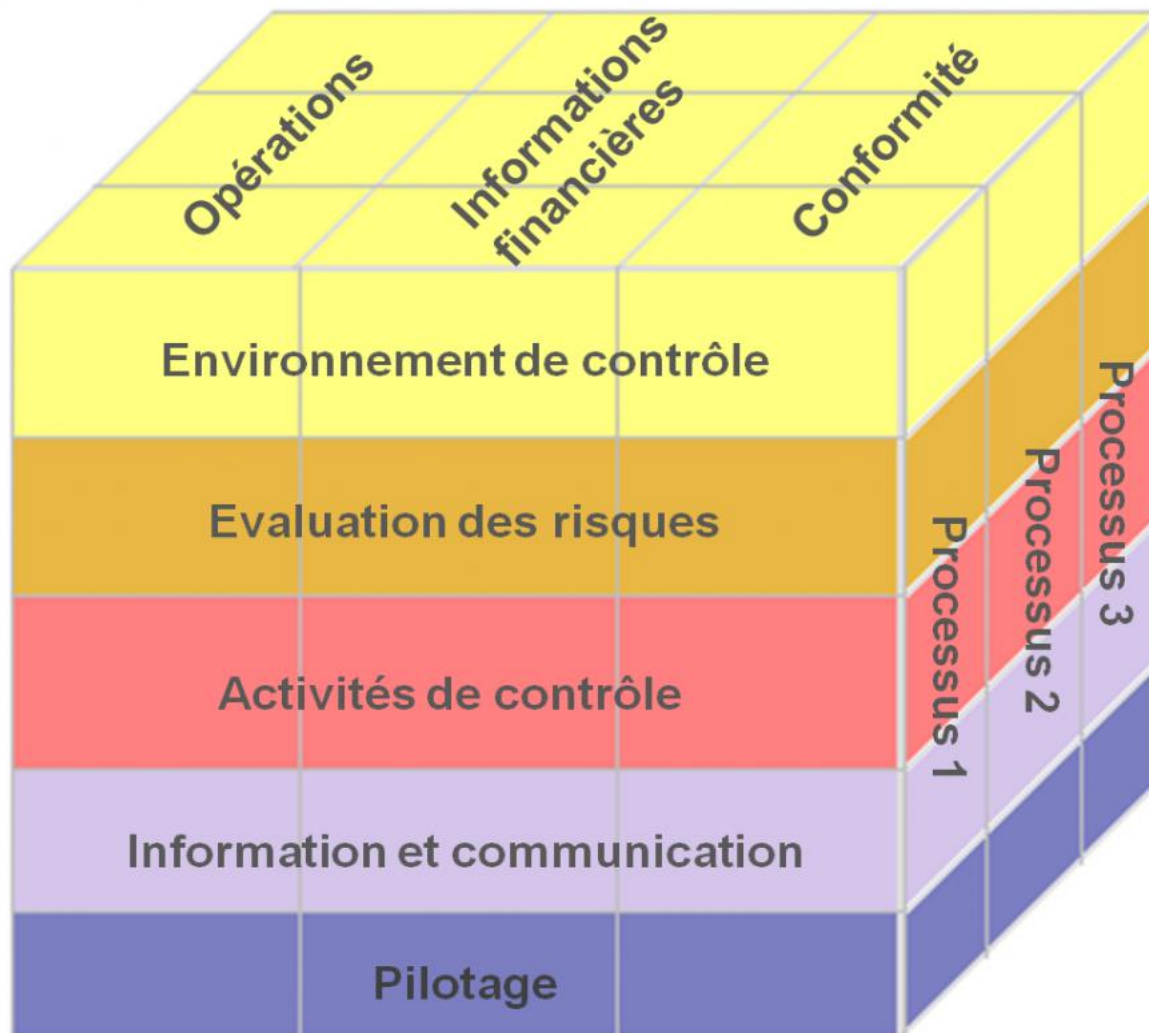 Opérations
Informations
financières
Conformité
Environnement de contrôle
Evaluation des risques
Activités de contrôle
Information et communication
Pilotage
Processus 1
Processus 2
Processus 3